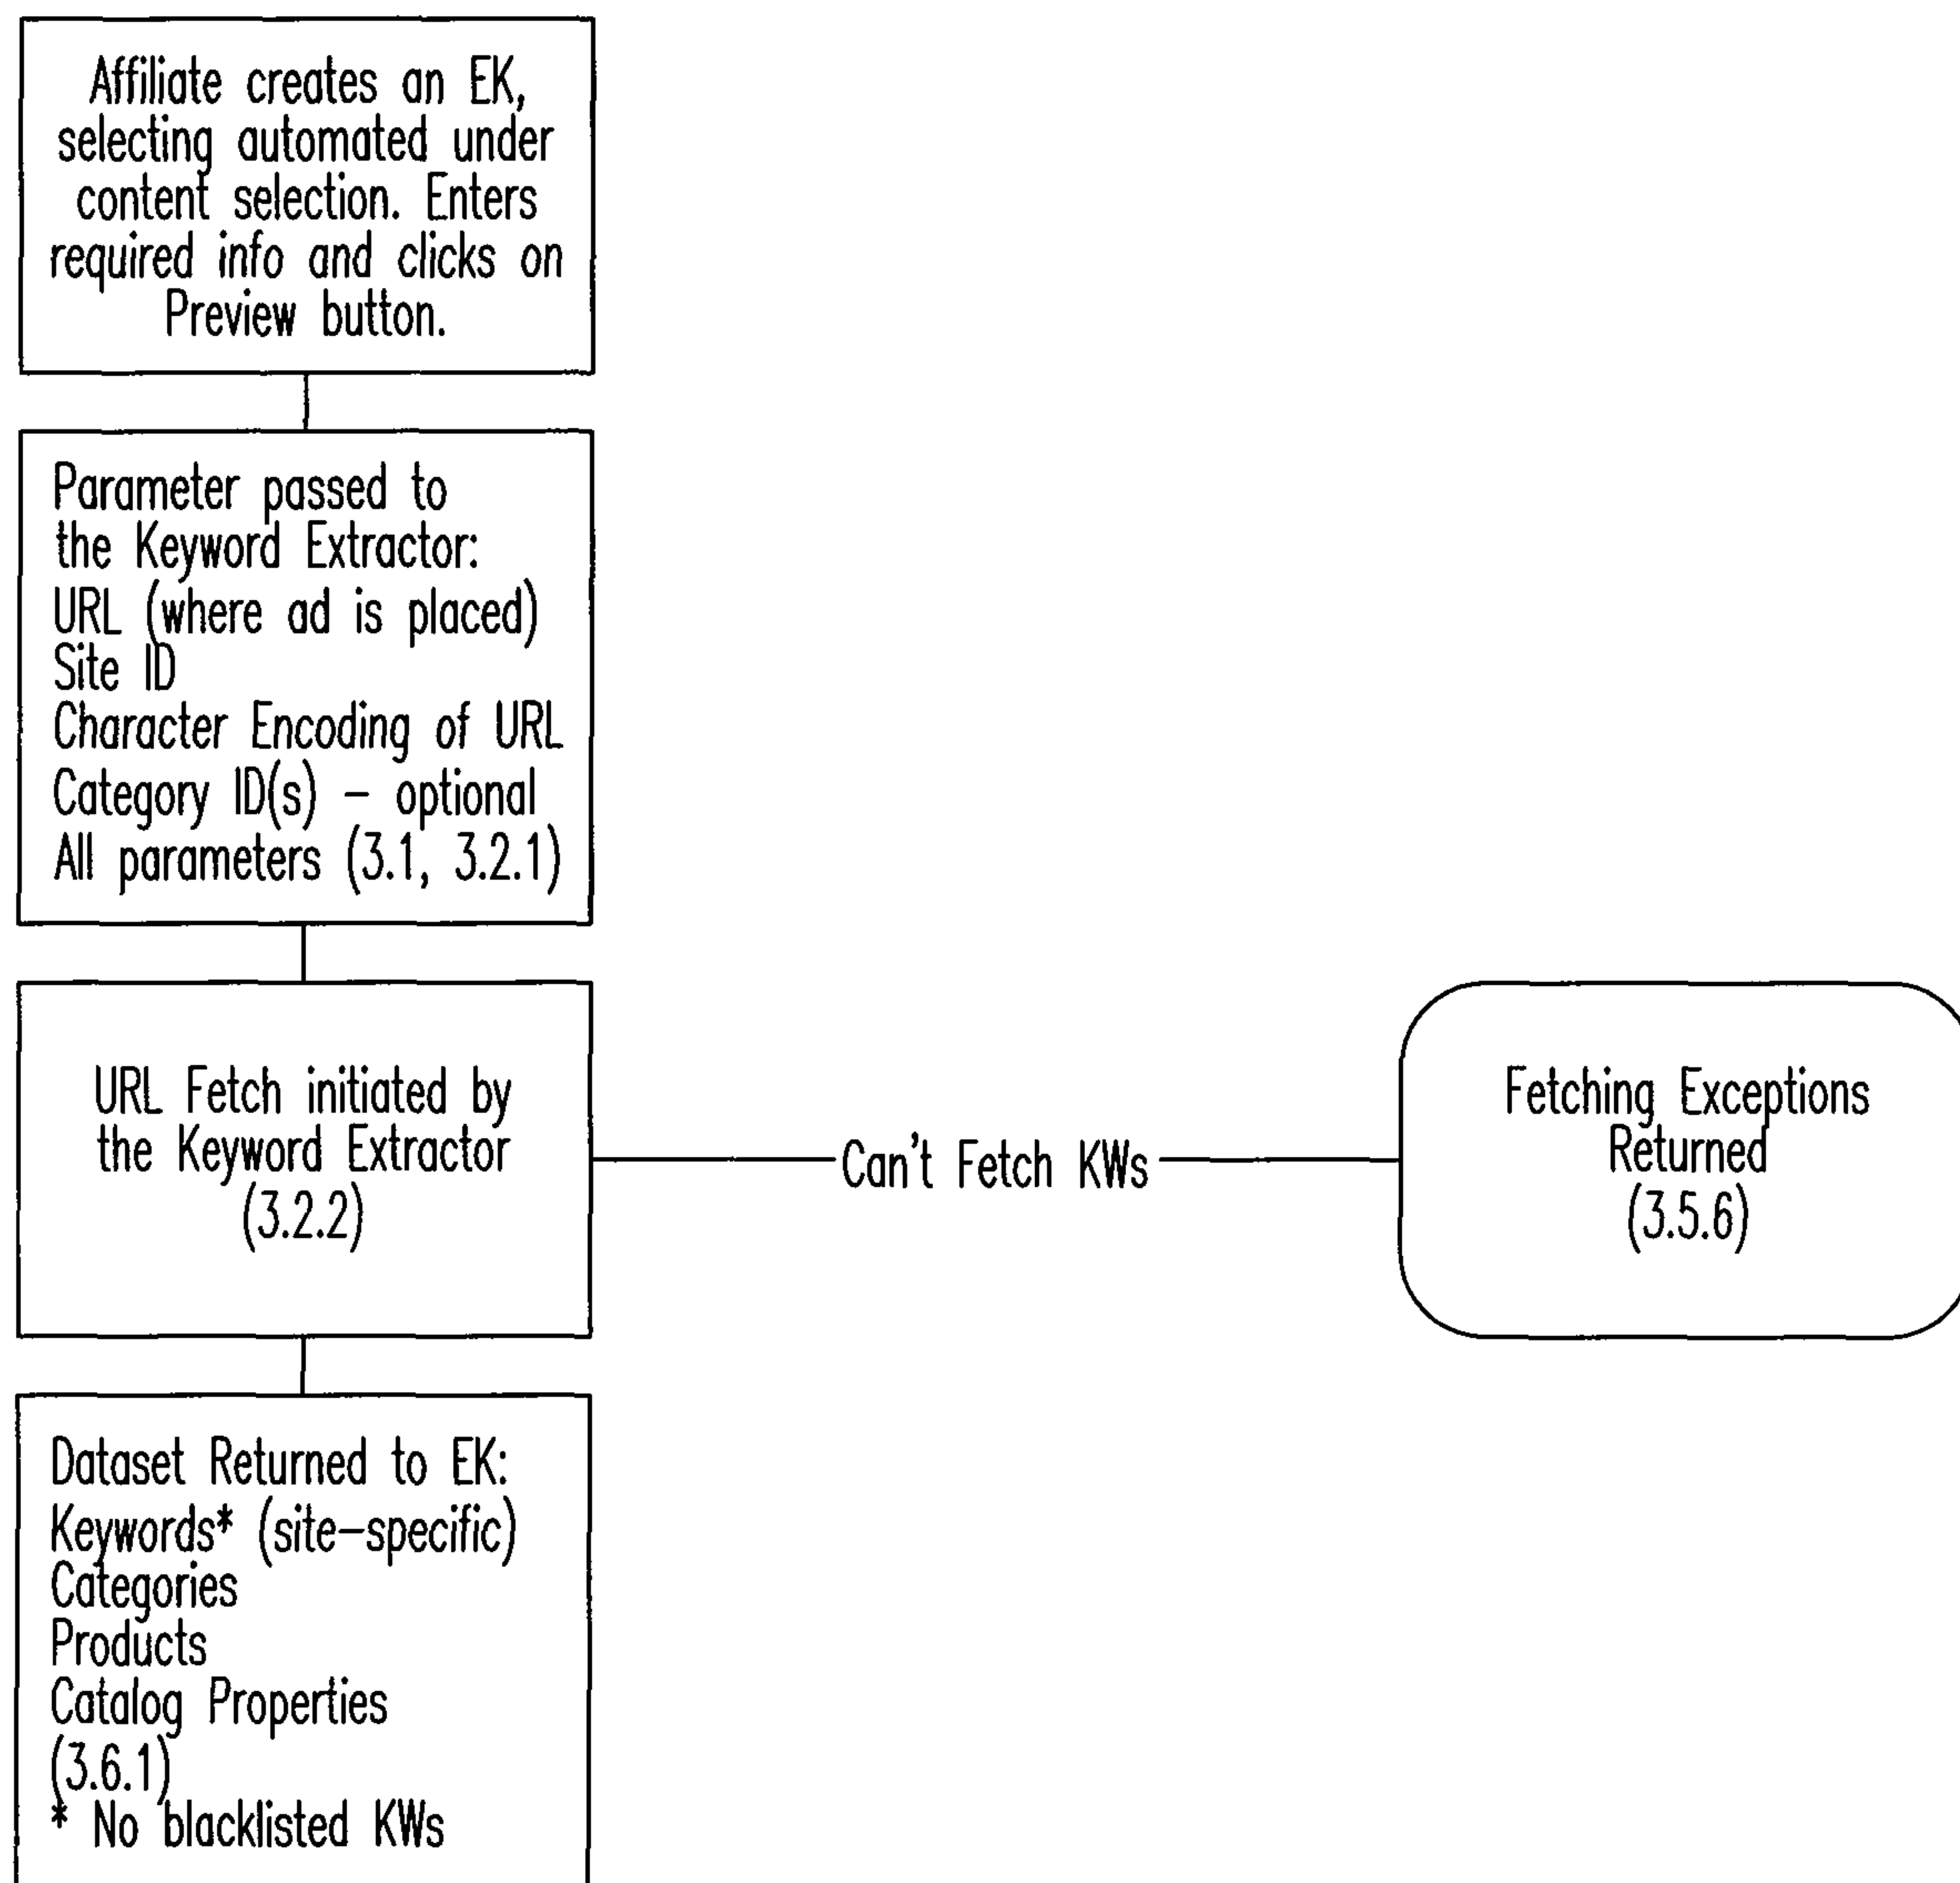 Affiliate creates an EK,
selecting automated under
content selection. Enters
required info and clicks on
Preview button.
Parameter passed to
the Keyword Extractor:
URL (where ad is placed)
Site ID
Character Encoding of URL
Category ID(s) – optional
All parameters (3.1, 3.2.1)
URL Fetch initiated by
the Keyword Extractor
(3.2.2)
Can't Fetch KWs
Fetching Exceptions
Returned
(3.5.6)
Dataset Returned to EK:
Keywords* (site–specific)
Categories
Products
Catalog Properties
(3.6.1)
* No blacklisted KWs